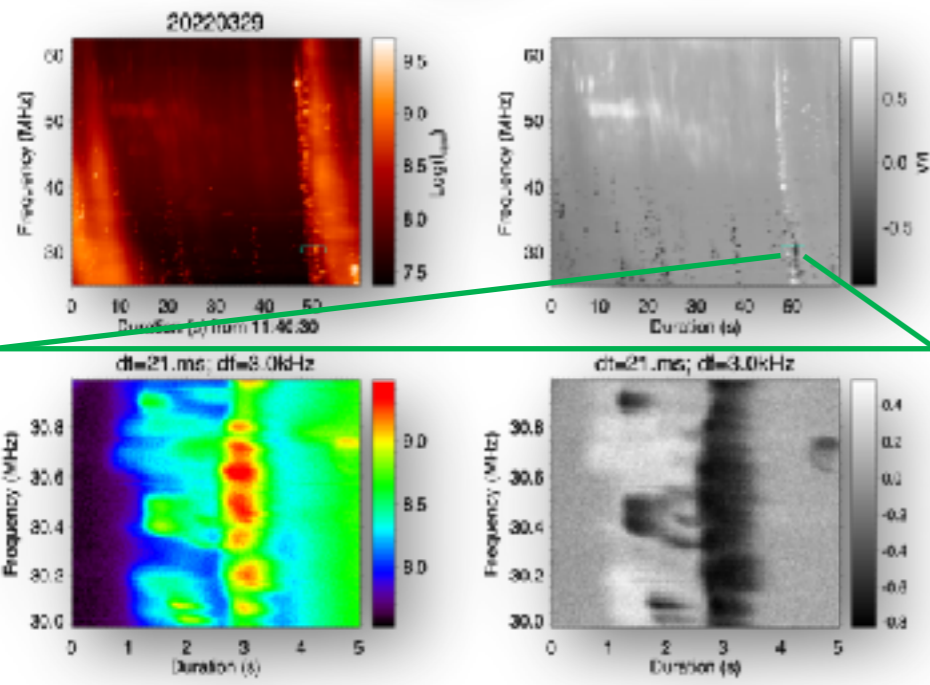 20220329
60
50
40
30
Frequency (MHz)
0 10 20 30 40 50
Duration (s) from
9.5
9.0
8.5
8.0
7.5
60
50
40
30
Frequency (MHz)
0 10 20 30 40 50
Duration (s)
0.5
0.0
-0.5
V/I
dt=21.ms; df=3.0kHz
30.8
30.6
30.4
30.2
30.0
Frequency (MHz)
0 1 2 3 4 5
Duration (s)
9.0
8.5
8.0
dt=21.ms; df=3.0kHz
30.8
30.6
30.4
30.2
30.0
Frequency (MHz)
0 1 2 3 4 5
Duration (s)
0.4
0.2
0.0
-0.2
-0.4
-0.6
-0.8